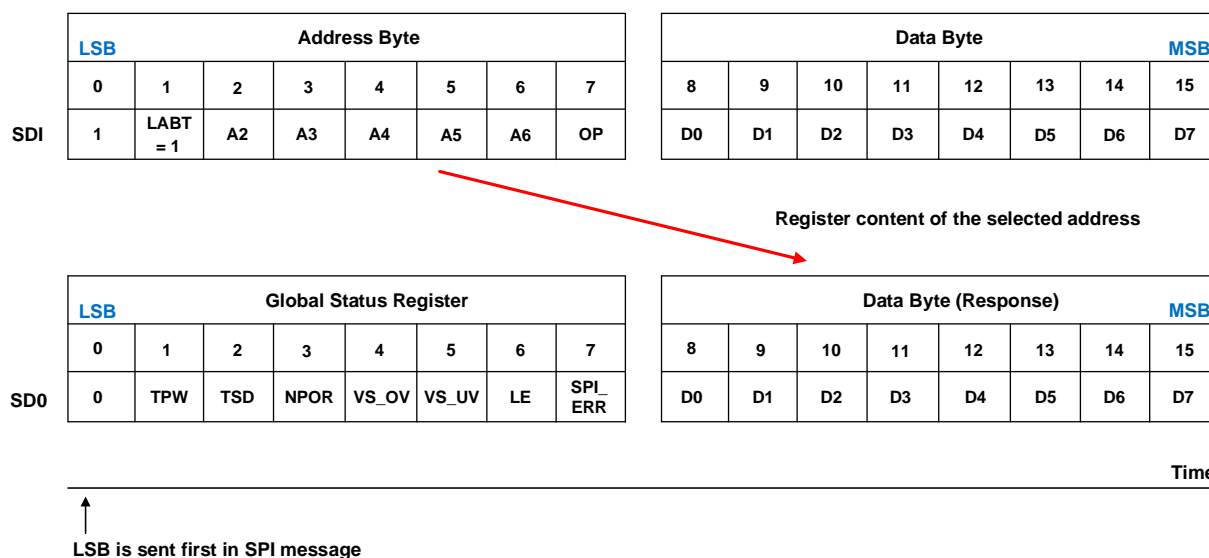 Address Byte
Data Byte
LSB
MSB
0 1 2 3 4 5 6 7 8 9 10 11 12 13 14 15
SDI 1 LABT = 1 A2 A3 A4 A5 A6 OP D0 D1 D2 D3 D4 D5 D6 D7
Register content of the selected address
Global Status Register
Data Byte (Response)
LSB
MSB
0 1 2 3 4 5 6 7 8 9 10 11 12 13 14 15
SD0 0 TPW TSD NPOR VS_OV VS_UV LE SPI_ ERR D0 D1 D2 D3 D4 D5 D6 D7
Time
LSB is sent first in SPI message